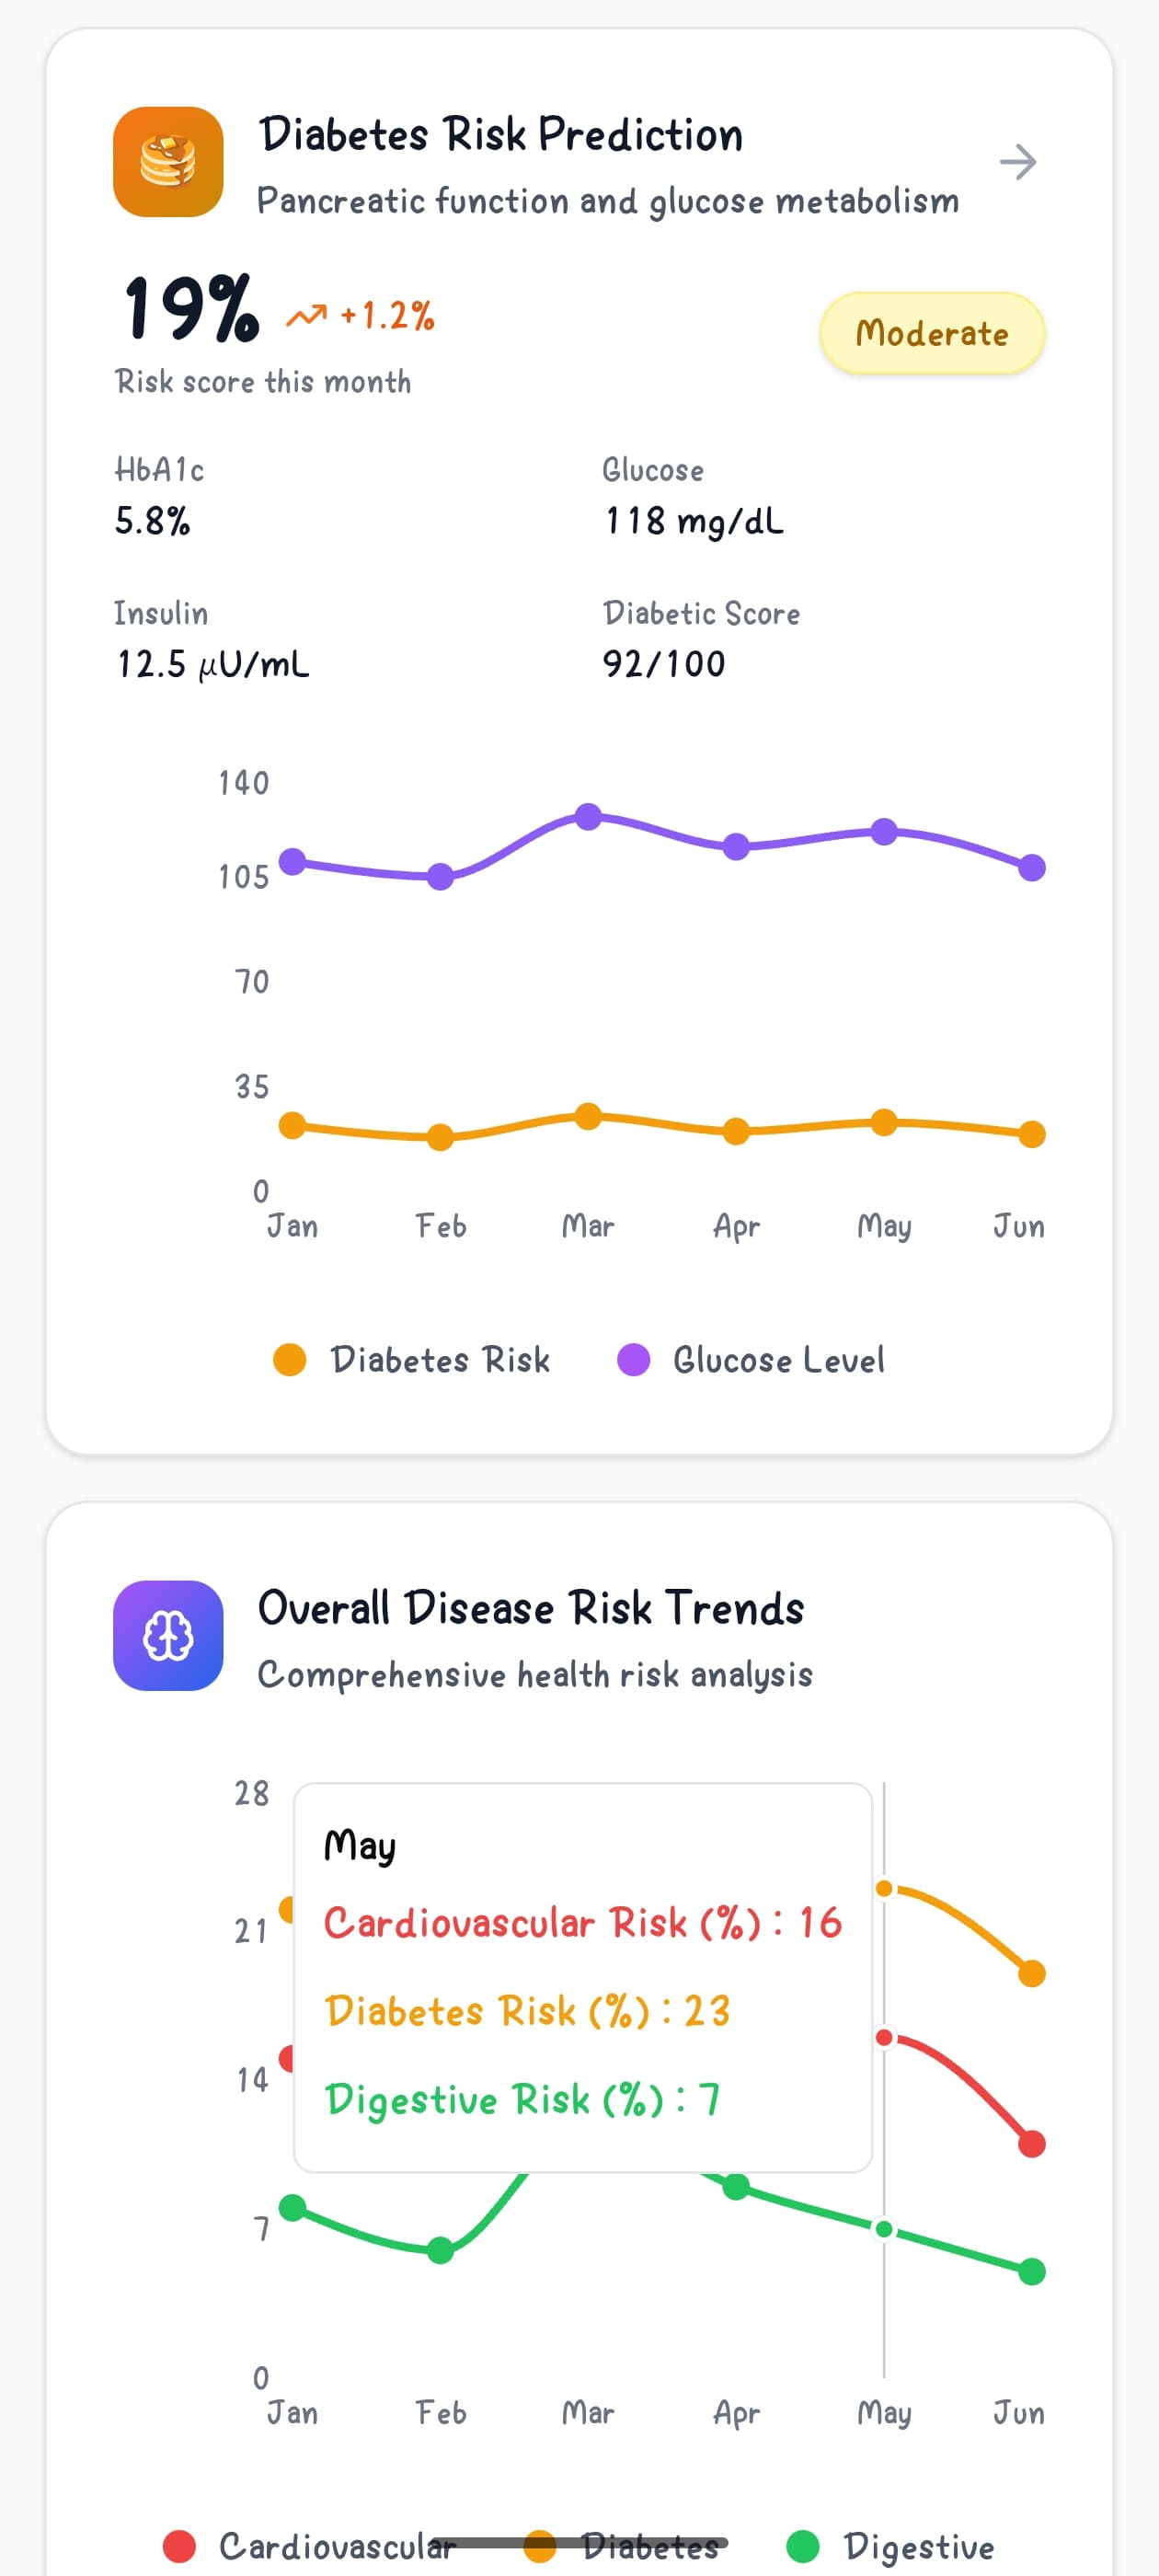 Diabetes Risk Prediction
Pancreatic function and glucose metabolism
19% +1.2%
Moderate
Risk score this month
HbA1c
5.8%
Glucose
118 mg/dL
Insulin
12.5 μU/mL
Diabetic Score
92/100
140
105
70
35
0
Jan Feb Mar Apr May Jun
Diabetes Risk Glucose Level
Overall Disease Risk Trends
Comprehensive health risk analysis
28
21
14
7
0
May
Cardiovascular Risk (%) : 16
Diabetes Risk (%) : 23
Digestive Risk (%) : 7
Jan Feb Mar Apr May Jun
Cardiovascular Diabetes Digestive